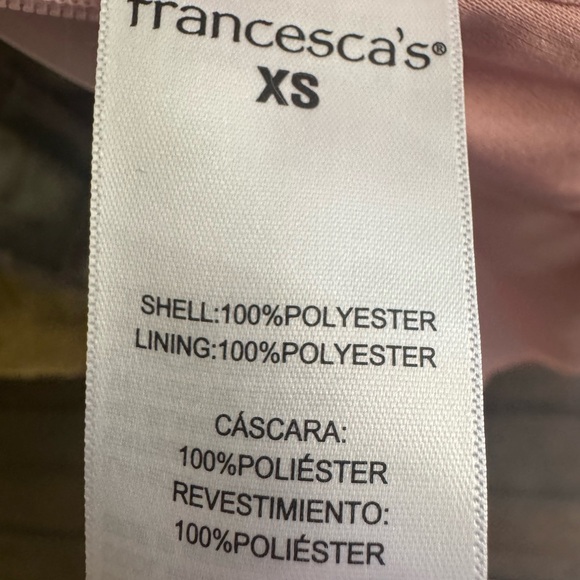 francesca's®
XS
SHELL:100%POLYESTER
LINING:100%POLYESTER
CÁSCARA:
100%POLIÉSTER
REVESTIMIENTO:
100%POLIÉSTER